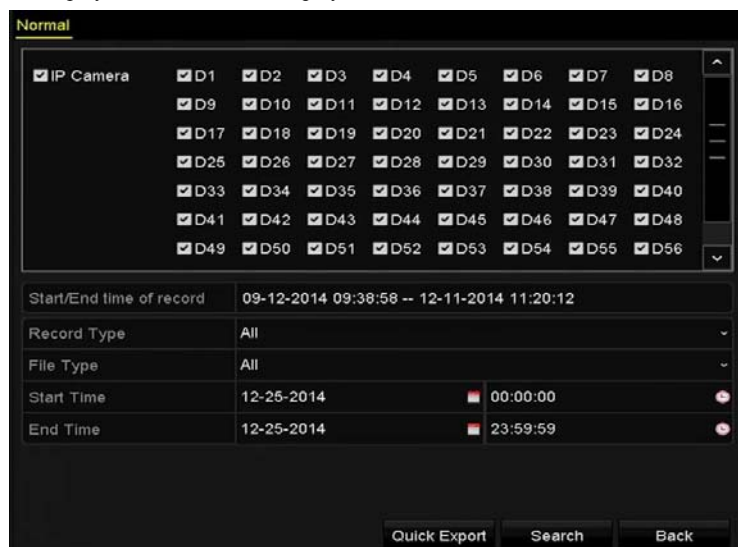 Normal
IP Camera D1 D2 D3 D4 D5 D6 D7 D8
D9 D10 D11 D12 D13 D14 D15 D16
D17 D18 D19 D20 D21 D22 D23 D24
D25 D26 D27 D28 D29 D30 D31 D32
D33 D34 D35 D36 D37 D38 D39 D40
D41 D42 D43 D44 D45 D46 D47 D48
D49 D50 D51 D52 D53 D54 D55 D56
Start/End time of record 09-12-2014 09:38:58 -- 12-11-2014 11:20:12
Record Type All
File Type All
Start Time 12-25-2014 00:00:00
End Time 12-25-2014 23:59:59
Quick Export Search Back